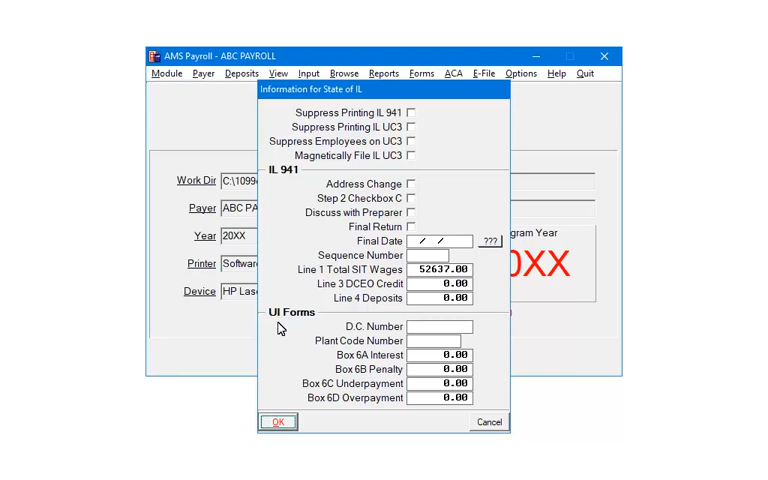 AMS Payroll - ABC PAYROLL
Module Payer Deposits View Input Browse Reports Forms ACA E-File Options Help Quit
Information for State of IL
Suppress Printing IL 941
Suppress Printing IL UC3
Suppress Employees on UC3
Magnetically File IL UC3
IL 941
Address Change
Step 2 Checkbox C
Discuss with Preparer
Final Return
Final Date / / ???
Sequence Number
Line 1 Total SIT Wages 52637.00
Line 3 DCEO Credit 0.00
Line 4 Deposits 0.00
UI Forms
D.C. Number
Plant Code Number
Box 6A Interest 0.00
Box 6B Penalty 0.00
Box 6C Underpayment 0.00
Box 6D Overpayment 0.00
OK Cancel
Work Dir C:\1099
Payer ABC PA
Year 20XX
Printer Softwar
Device HP Las
gram Year
20XX